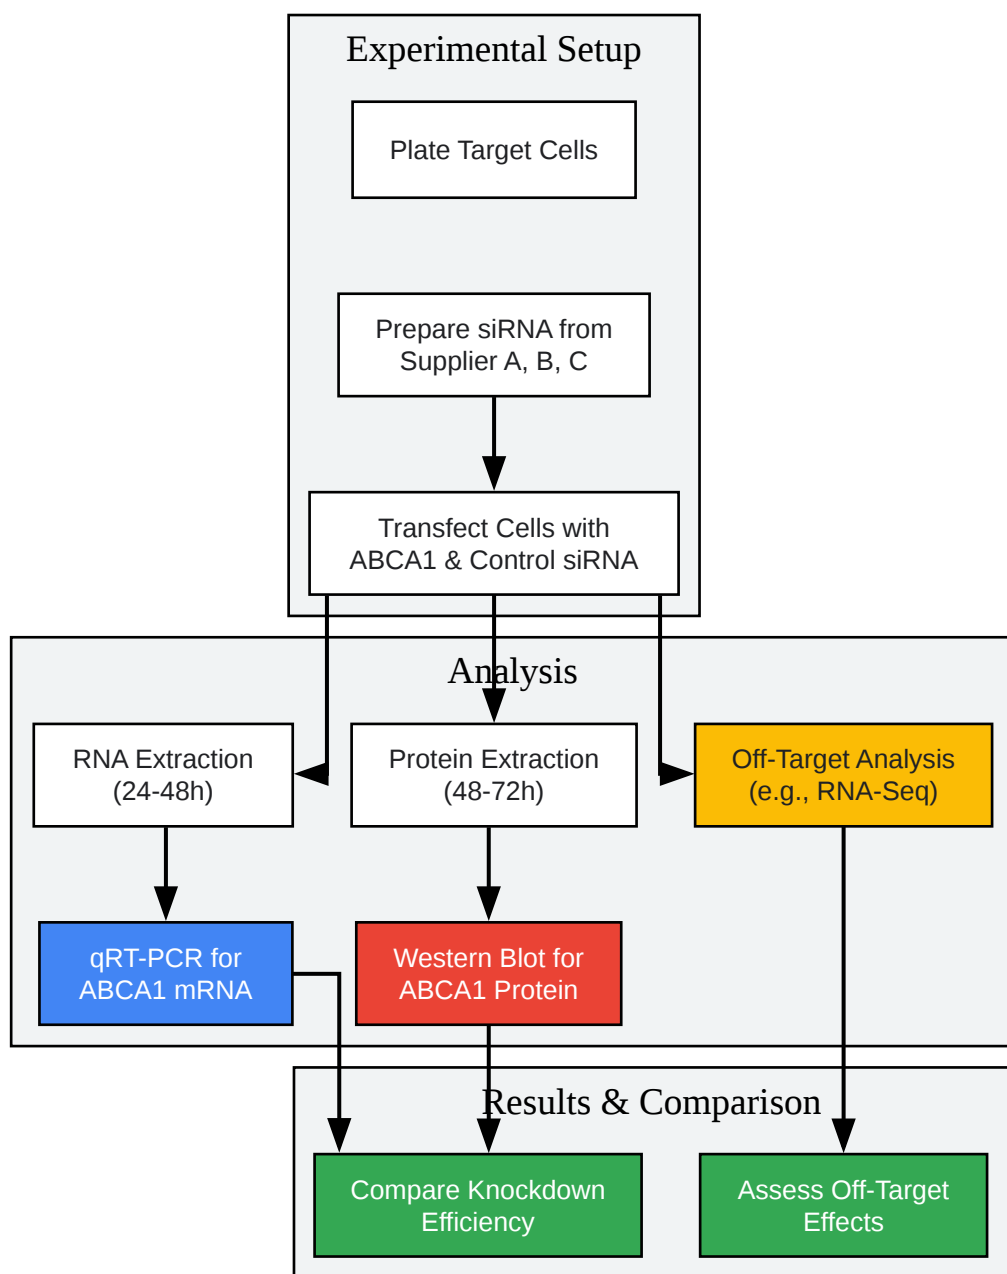 Experimental Setup
Plate Target Cells
Prepare siRNA from
Supplier A, B, C
Transfect Cells with
ABCA1 & Control siRNA
Analysis
RNA Extraction
(24-48h)
Protein Extraction
(48-72h)
Off-Target Analysis
(e.g., RNA-Seq)
qRT-PCR for
ABCA1 mRNA
Western Blot for
ABCA1 Protein
Results & Comparison
Compare Knockdown
Efficiency
Assess Off-Target
Effects